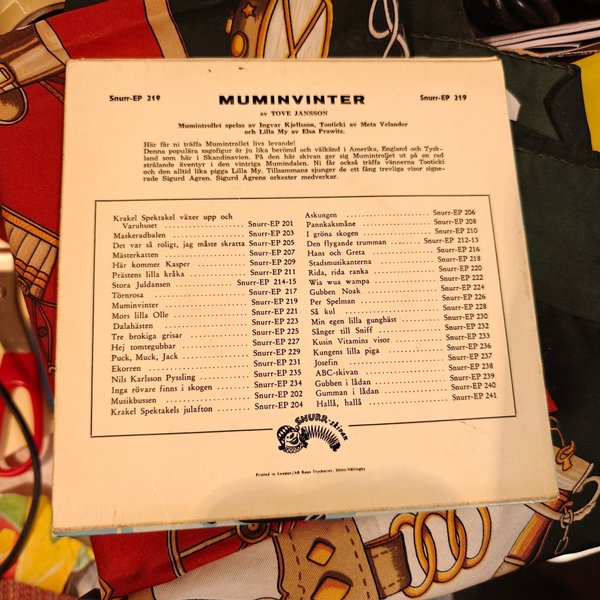 Snurr-EP 219
MUMINVINTER
Snurr-EP 219
av TOVE JANSSON
Mumintrollet spelas av Ingvar Kjellsson, Tooticki av Meta Velander
och Lilla My av Elsa Prawitz.
Här får ni träffa Mumintrollet livs levande!
Denna populära sagofigur är ju lika berömd och välkänd i Amerika, England och Tysk-
land som här i Skandinavien. På den här skivan ger sig Mumintrollet ut på en rad
strålande äventyr i den vintriga Mumindalen. Ni får också träffa vännerna Tooticki
och den alltid lika pigga Lilla My. Tillsammans sjunger de ett fång trevliga visor signe-
rade Sigurd Ågren. Sigurd Ågrens orkester medverkar.
Krakel Spektakel växer upp och
Varuhuset Snurr-EP 201
Maskeradbalen Snurr-EP 203
Det var så roligt, jag måste skratta Snurr-EP 205
Mästerkatten Snurr-EP 207
Här kommer Kasper Snurr-EP 209
Prästens lilla kråka Snurr-EP 211
Stora Juldansen Snurr-EP 214-15
Törnrosa Snurr-EP 217
Muminvinter Snurr-EP 219
Mors lilla Olle Snurr-EP 221
Dalahästen Snurr-EP 223
Tre brokiga grisar Snurr-EP 225
Hej tomtegubbar Snurr-EP 227
Puck, Muck, Jack Snurr-EP 229
Ekorren Snurr-EP 231
Nils Karlsson Pyssling Snurr-EP 235
Inga rövare finns i skogen Snurr-EP 234
Musikbussen Snurr-EP 202
Krakel Spektakels julafton Snurr-EP 204
Askungen Snurr-EP 206
Pannkaksmåne Snurr-EP 208
I gröna skogen Snurr-EP 210
Den flygande trumman Snurr-EP 212-13
Hans och Greta Snurr-EP 216
Stadsmusikanterna Snurr-EP 218
Rida, rida ranka Snurr-EP 220
Wia wua wampa Snurr-EP 222
Gubben Noak Snurr-EP 224
Per Spelman Snurr-EP 226
Så kul Snurr-EP 228
Min egen lilla gunghäst Snurr-EP 230
Sånger till Sniff Snurr-EP 232
Kusin Vitamins visor Snurr-EP 233
Kungens lilla piga Snurr-EP 236
Josefin Snurr-EP 237
ABC-skivan Snurr-EP 238
Gubben i lådan Snurr-EP 239
Gumman i lådan Snurr-EP 240
Hallå, hallå Snurr-EP 241
SNURR-skivan
Printed in Sweden/AB Roos Tryckerier, Sthlm-Vällingby